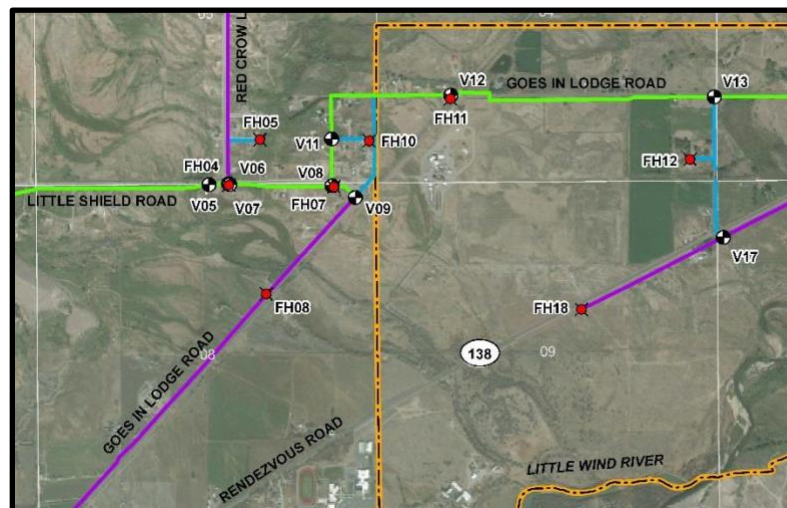 03
04
RED CROW L
V12
GOES IN LODGE ROAD
V13
FH05
FH11
FH04
V06
V11
FH10
V08
FH12
LITTLE SHIELD ROAD
V05
V07
FH07
V09
V17
FH08
FH18
GOES IN LODGE ROAD
08
138
09
RENDEZVOUS ROAD
LITTLE WIND RIVER